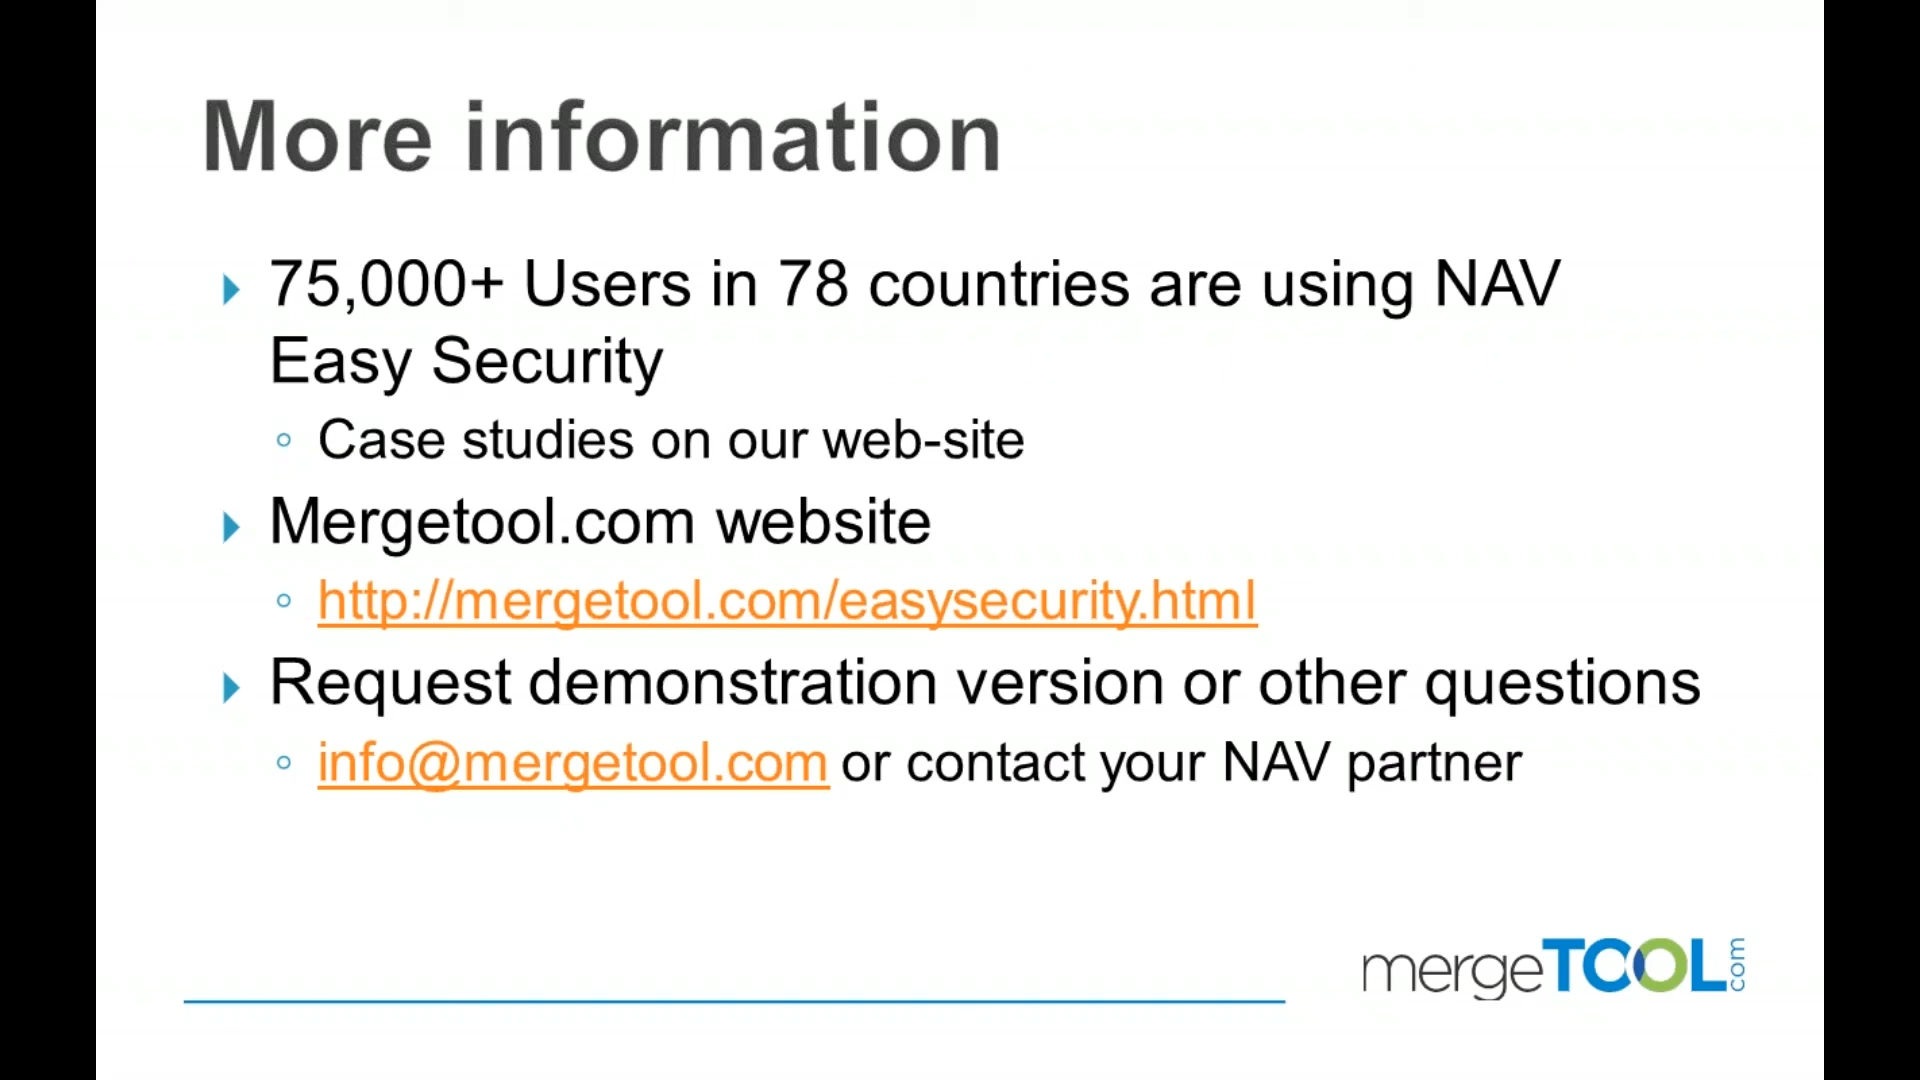 More information
75,000+ Users in 78 countries are using NAV
Easy Security
Case studies on our web-site
Mergetool.com website
http://mergetool.com/easysecurity.html
Request demonstration version or other questions
info@mergetool.com or contact your NAV partner
mergeTOOL.com